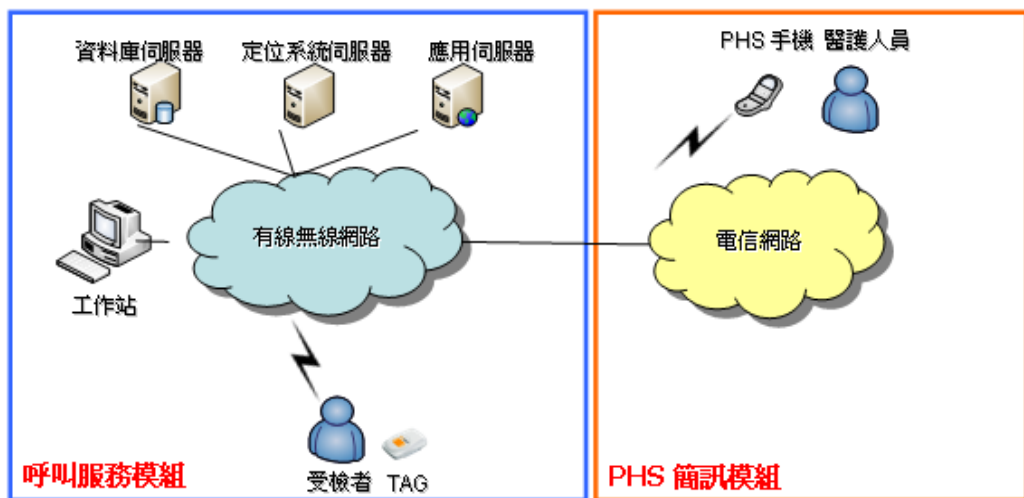 資料庫伺服器
定位系統伺服器
應用伺服器
有線無線網路
工作站
受檢者
TAG
呼叫服務模組
PHS 手機
醫護人員
電信網路
PHS 簡訊模組